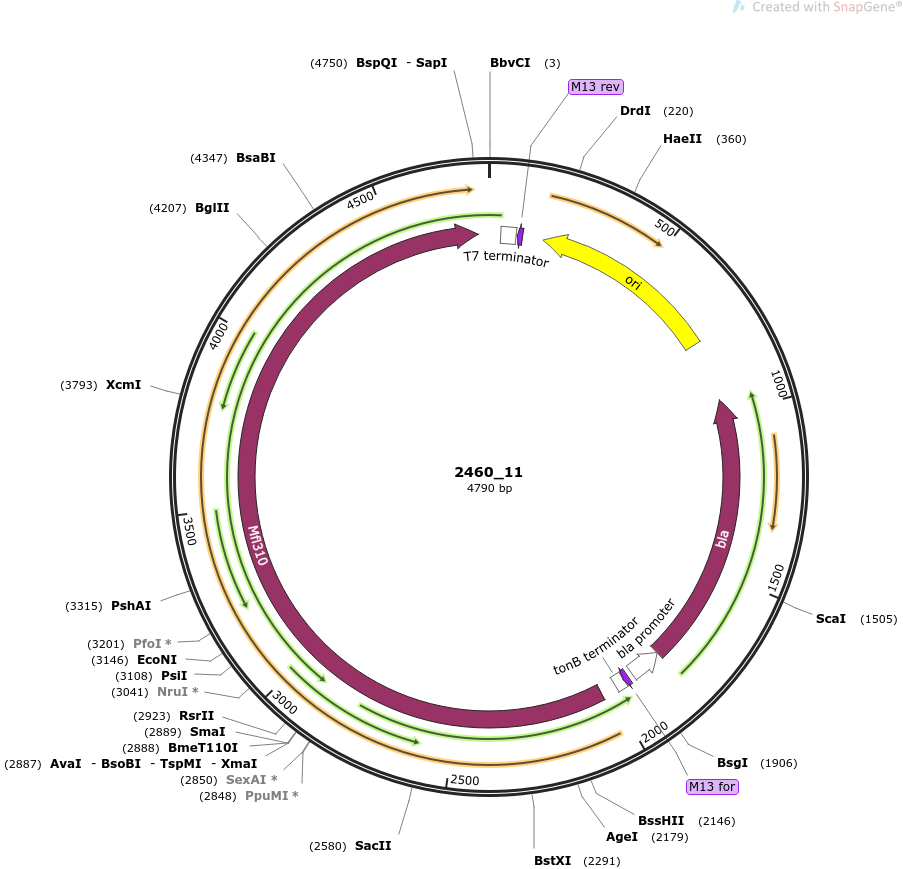 Created with SnapGene®
(4750) BspQI - SapI
BbvCI (3)
M13 rev
DrdI (220)
HaeII (360)
(4347) BsaBI
(4207) BglII
4500
500
T7 terminator
ori
4000
1000
(3793) XcmI
2460_11
4790 bp
3500
Mfl310
bla
1500
(3315) PshAI
ScaI (1505)
(3201) PfoI *
(3146) EcoNI
(3108) PsiI
(3041) NruI *
tonB terminator
bla promoter
3000
(2923) RsrII
(2889) SmaI
(2888) BmeT110I
(2887) AvaI - BsoBI - TspMI - XmaI
(2850) SexAI *
(2848) PpuMI *
2000
2500
BsgI (1906)
M13 for
BssHII (2146)
AgeI (2179)
(2580) SacII
BstXI (2291)